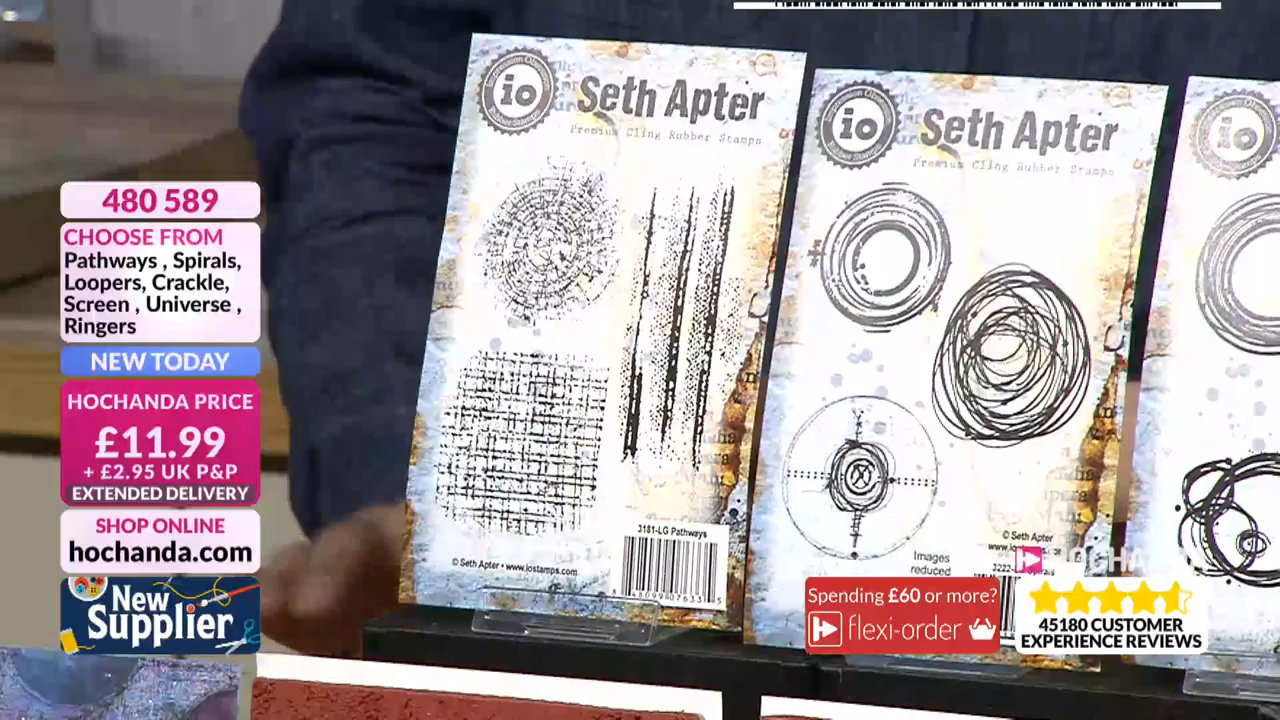 480 589
CHOOSE FROM
Pathways , Spirals,
Loopers, Crackle,
Screen , Universe ,
Ringers
NEW TODAY
HOCHANDA PRICE
£11.99
+ £2.95 UK P&P
EXTENDED DELIVERY
SHOP ONLINE
hochanda.com
New
Supplier
io
Seth Apter
Premium Cling Rubber Stamps
3181-LG Pathways
© Seth Apter • www.iostamps.com
io
Rubber Stamps
Seth Apter
Premium Cling Rubber Stamps
© Seth Apter
Images
reduced
io
Spending £60 or more?
flexi-order
45180 CUSTOMER
EXPERIENCE REVIEWS